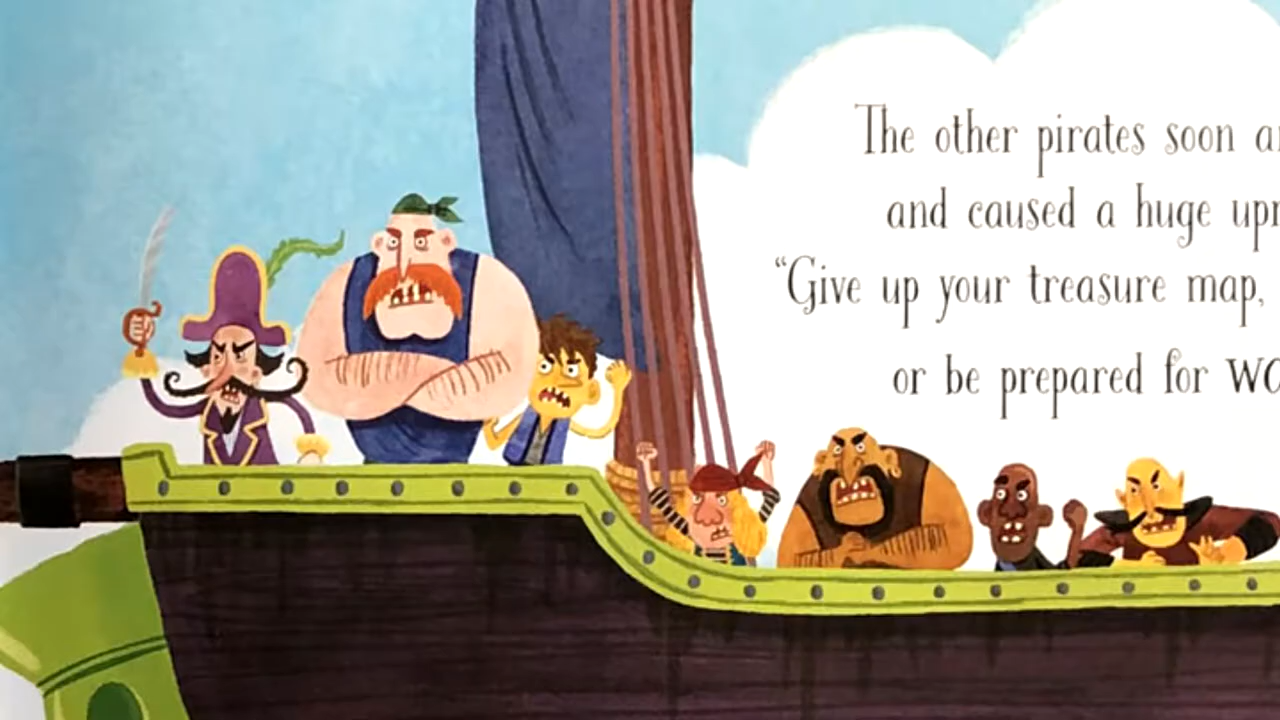 The other pirates soon
and caused a huge
“Give up your treasure map,
or be prepared for